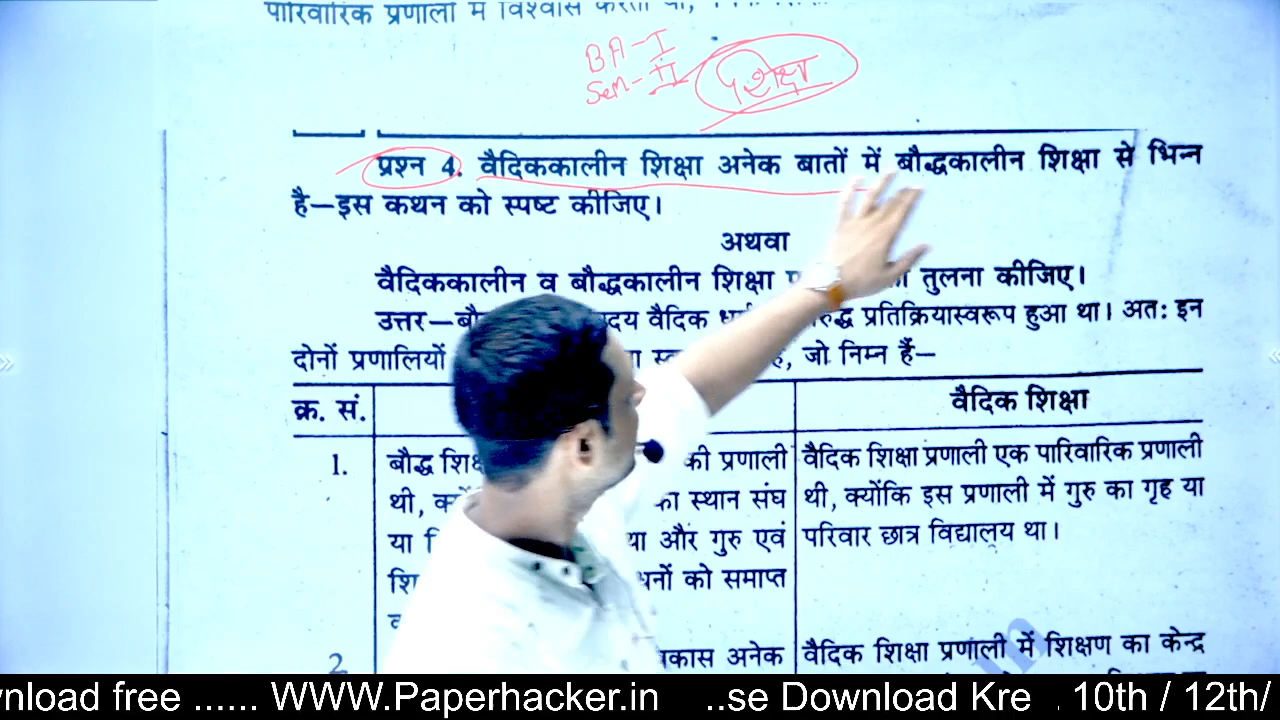 पारिवारिक प्रणाली में विश्वास करता था,
BA-I
Sem-II शिक्षा
प्रश्न 4. वैदिककालीन शिक्षा अनेक बातों में बौद्धकालीन शिक्षा से भिन्न
है—इस कथन को स्पष्ट कीजिए।
अथवा
वैदिककालीन व बौद्धकालीन शिक्षा तुलना कीजिए।
उत्तर— वैदिक प्रतिक्रियास्वरूप हुआ था। अतः इन
दोनों प्रणालियों है, जो निम्न हैं—
क्र. सं. वैदिक शिक्षा
1. बौद्ध की प्रणाली वैदिक शिक्षा प्रणाली एक पारिवारिक प्रणाली
थी, का स्थान संघ थी, क्योंकि इस प्रणाली में गुरु का गृह या
या और गुरु एवं परिवार छात्र विद्यालय था।
को समाप्त
2. अनेक वैदिक शिक्षा प्रणाली में शिक्षण का केन्द्र
wnload free ...... WWW.Paperhacker.in ..se Download Kre . 10th / 12th/